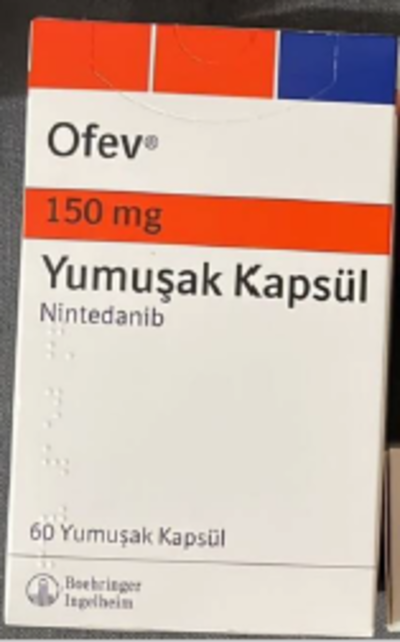 Ofev®
150 mg
Yumuşak Kapsül
Nintedanib
60 Yumuşak Kapsül
Boehringer
Ingelheim